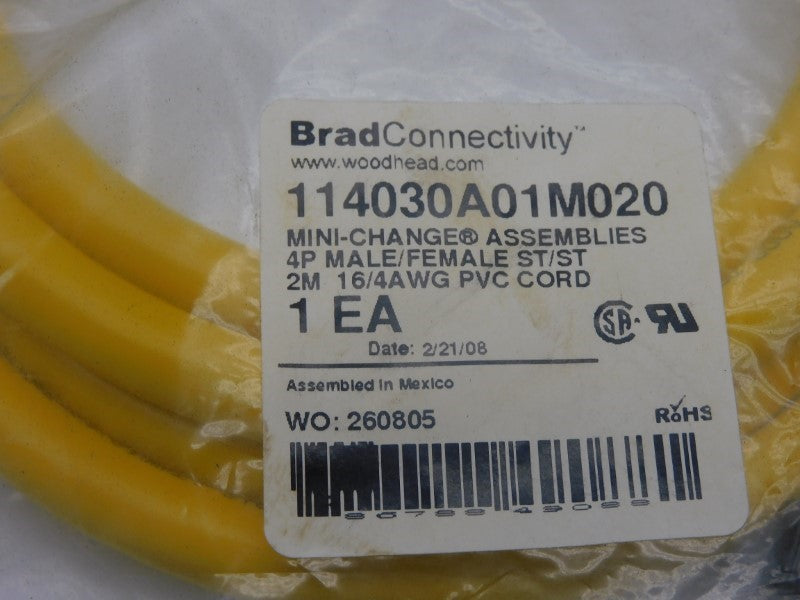 BradConnectivity™
www.woodhead.com
114030A01M020
MINI-CHANGE® ASSEMBLIES
4P MALE/FEMALE ST/ST
2M 16/4AWG PVC CORD
1 EA
Date: 2/21/08
Assembled in Mexico
WO: 260805
RoHS